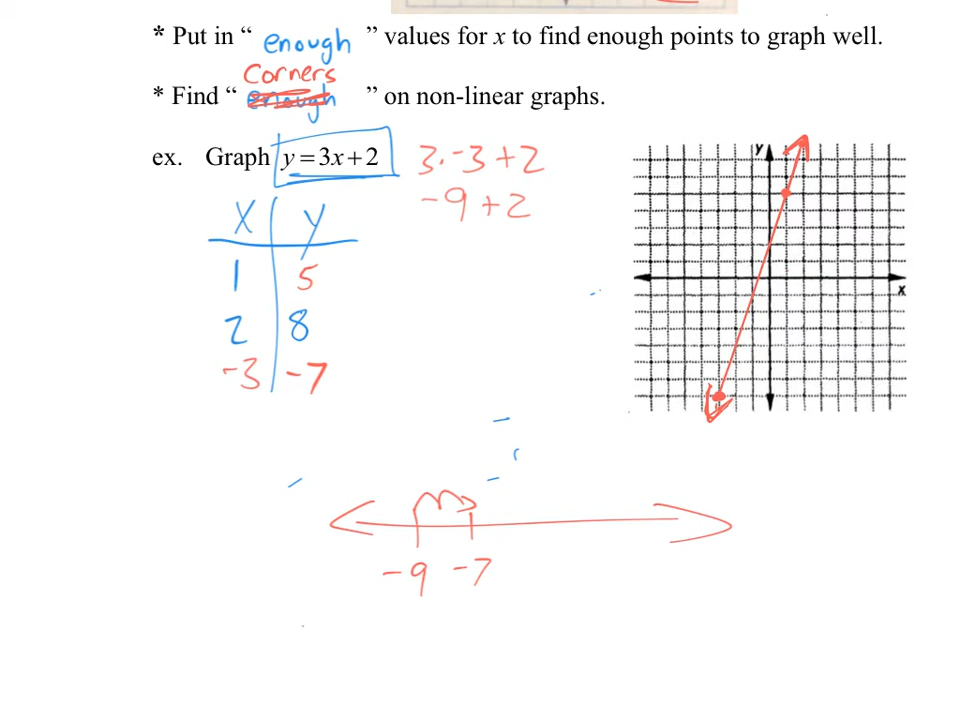 * Put in “ enough ” values for x to find enough points to graph well.
Corners
* Find “ enough ” on non-linear graphs.
ex. Graph y = 3x + 2
3·-3+2
-9+2
X Y
1 5
2 8
-3 -7
Y
X
-9 -7